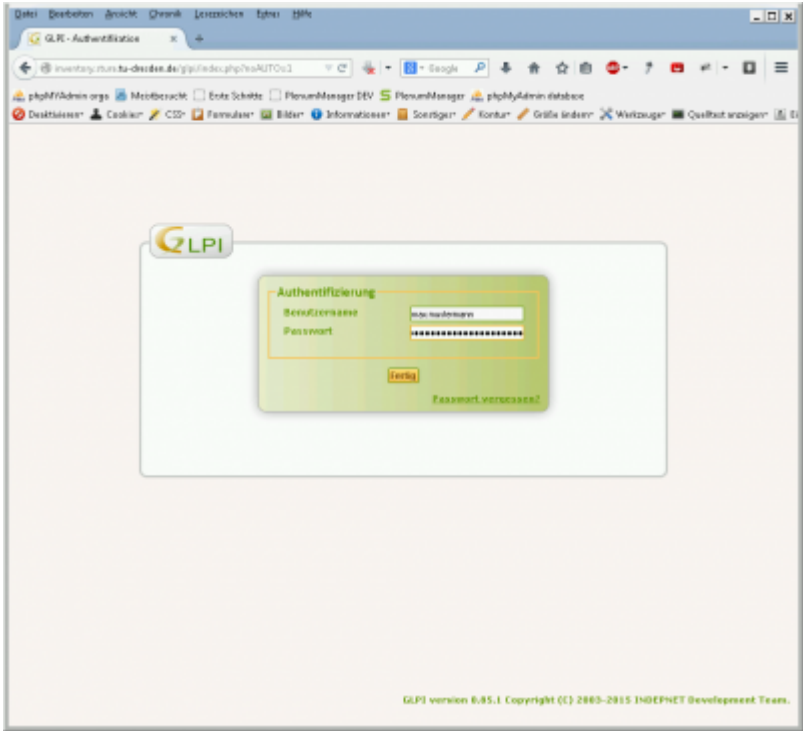 Datei Bearbeiten Ansicht Chronik Lesezeichen Extras Hilfe
GLPI - Authentifikation
inventory.stura.tu-dresden.de/glpi/index.php?noAUTO=1 Google
phpMYAdmin orga Meistbesucht Erste Schritte PlenumManager DEV PlenumManager phpMyAdmin database
Deaktivieren Cookies CSS Formulare Bilder Informationen Sonstiges Kontur Größe ändern Werkzeuge Quelltext anzeigen
GLPI
Authentifizierung
Benutzername max.mustermann
Passwort
Fertig
Passwort vergessen?
GLPI version 0.85.1 Copyright (C) 2003-2015 INDEPNET Development Team.